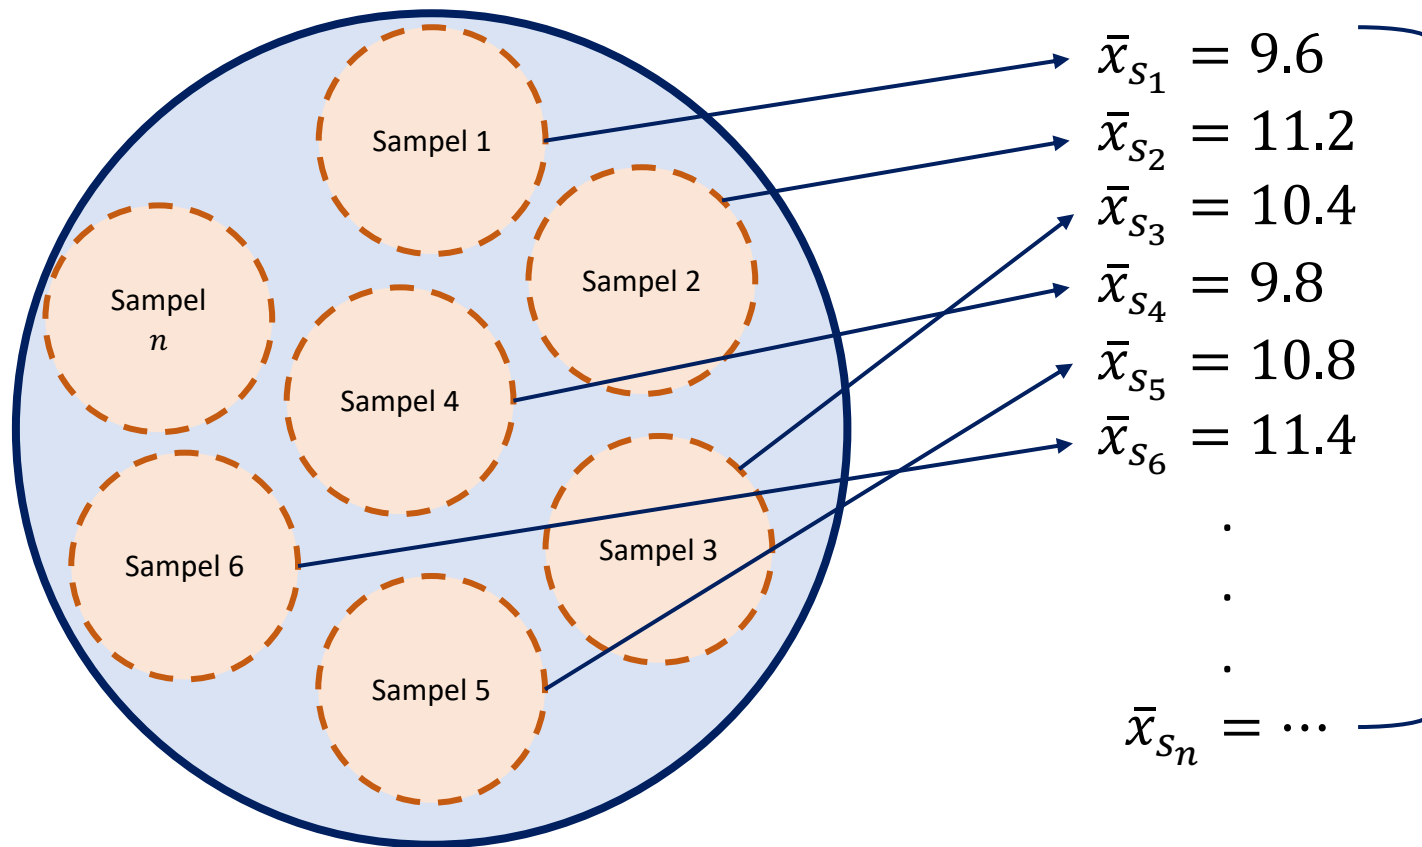 Sampel 1
Sampel 2
Sampel
n
Sampel 4
Sampel 3
Sampel 6
Sampel 5
x̄ₛ₁ = 9.6
x̄ₛ₂ = 11.2
x̄ₛ₃ = 10.4
x̄ₛ₄ = 9.8
x̄ₛ₅ = 10.8
x̄ₛ₆ = 11.4
.
.
.
x̄ₛₙ = ⋯